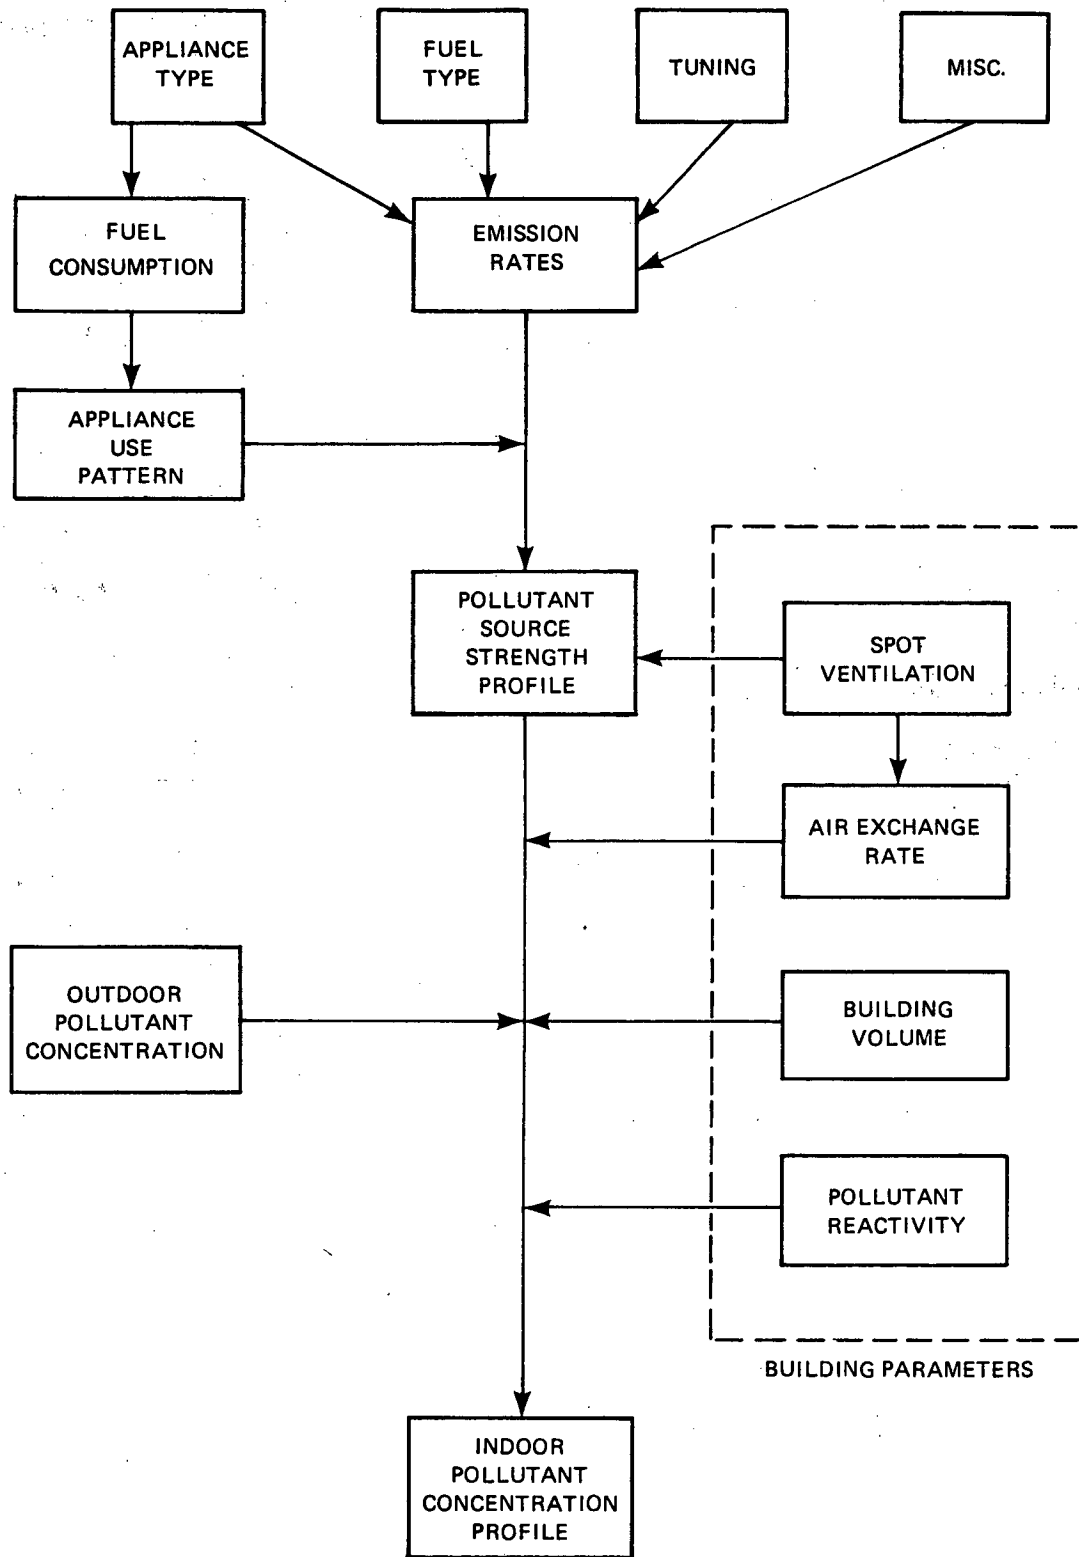 APPLIANCE
TYPE
FUEL
TYPE
TUNING
MISC.
FUEL
CONSUMPTION
EMISSION
RATES
APPLIANCE
USE
PATTERN
POLLUTANT
SOURCE
STRENGTH
PROFILE
SPOT
VENTILATION
AIR EXCHANGE
RATE
OUTDOOR
POLLUTANT
CONCENTRATION
BUILDING
VOLUME
POLLUTANT
REACTIVITY
BUILDING PARAMETERS
INDOOR
POLLUTANT
CONCENTRATION
PROFILE